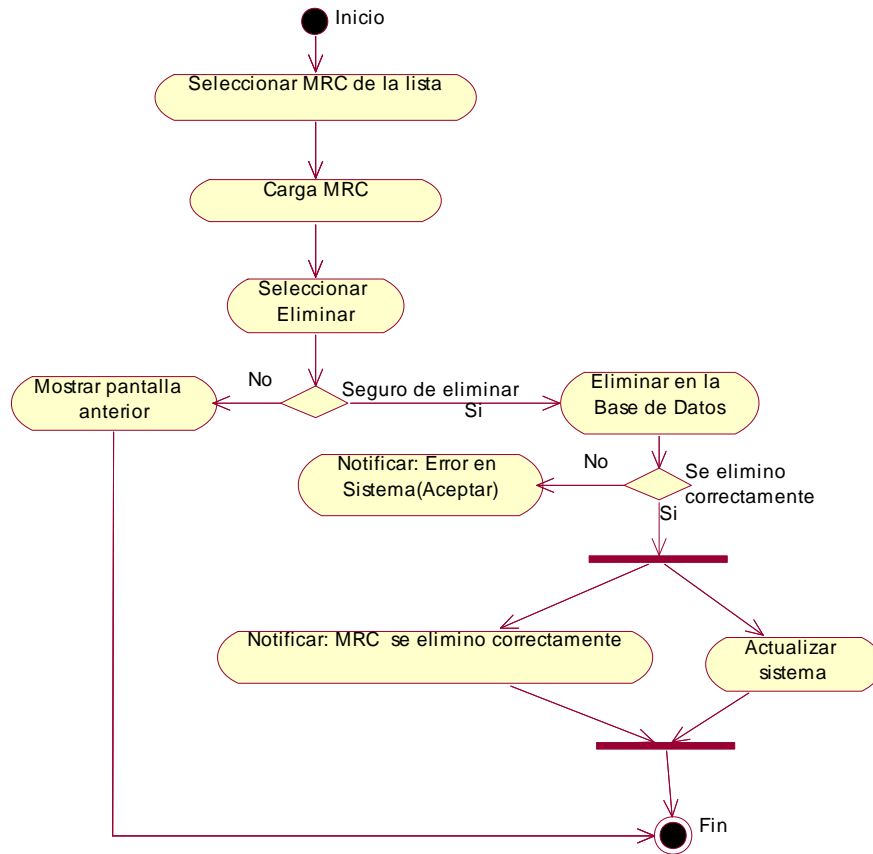 Inicio
Seleccionar MRC de la lista
Carga MRC
Seleccionar
Eliminar
Mostrar pantalla
anterior
No
Seguro de eliminar
Si
Eliminar en la
Base de Datos
Notificar: Error en
Sistema(Aceptar)
No
Se elimino
correctamente
Si
Notificar: MRC  se elimino correctamente
Actualizar
sistema
Fin